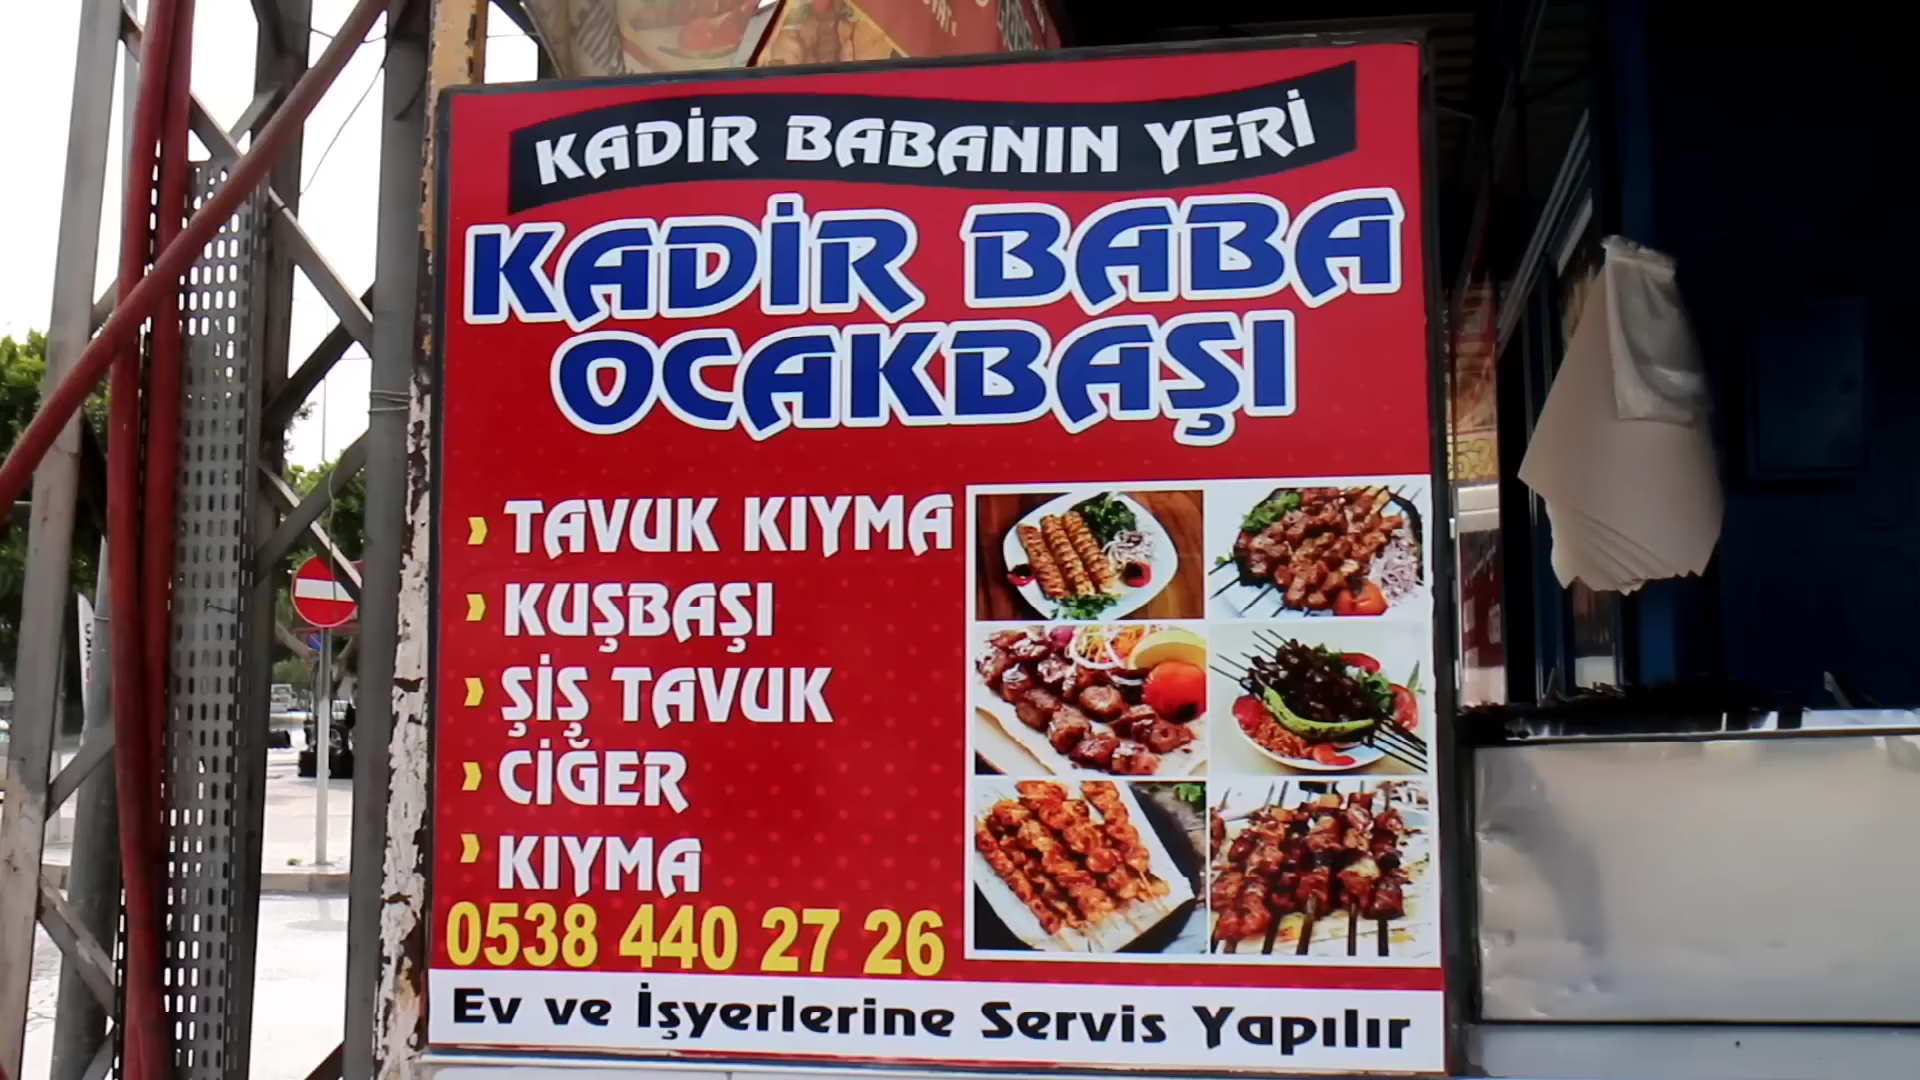 KADİR BABANIN YERİ
KADİR BABA
OCAKBAŞI
TAVUK KIYMA
KUŞBAŞI
ŞİŞ TAVUK
CİĞER
KIYMA
0538 440 27 26
Ev ve İşyerlerine Servis Yapılır